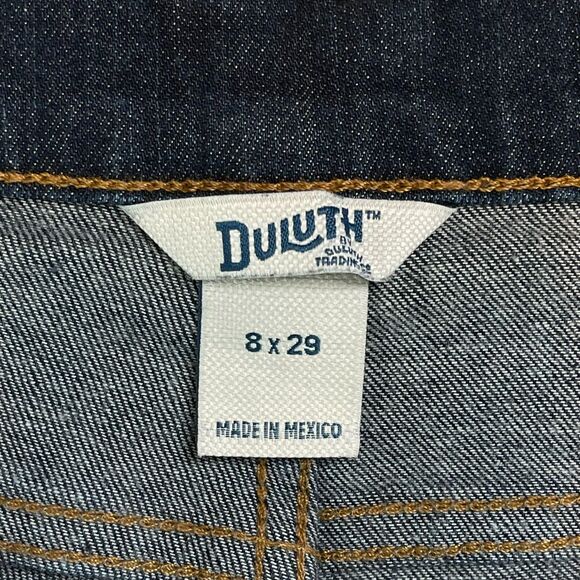 DULUTH™
BY
DULUTH
TRADING CO
8 x 29
MADE IN MEXICO